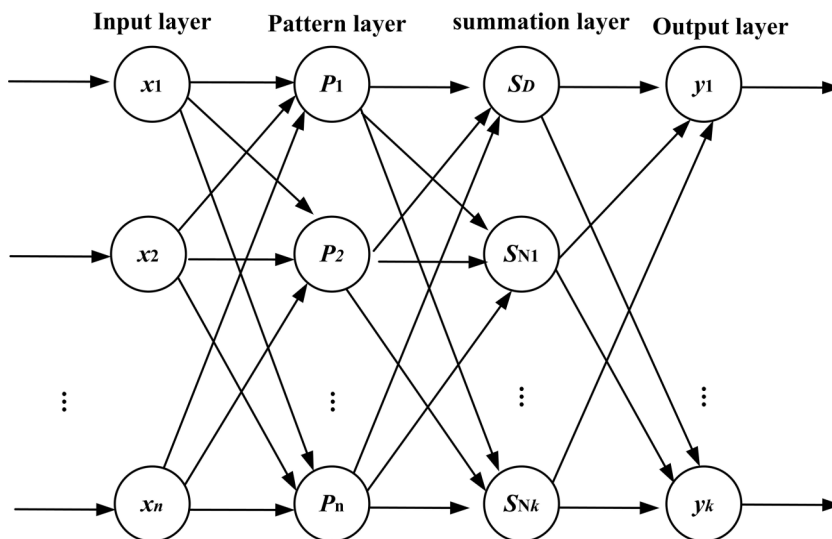 Input layer
Pattern layer
summation layer
Output layer
x1
P1
SD
y1
x2
P2
SN1
⋮
⋮
⋮
⋮
xn
Pn
SNk
yk